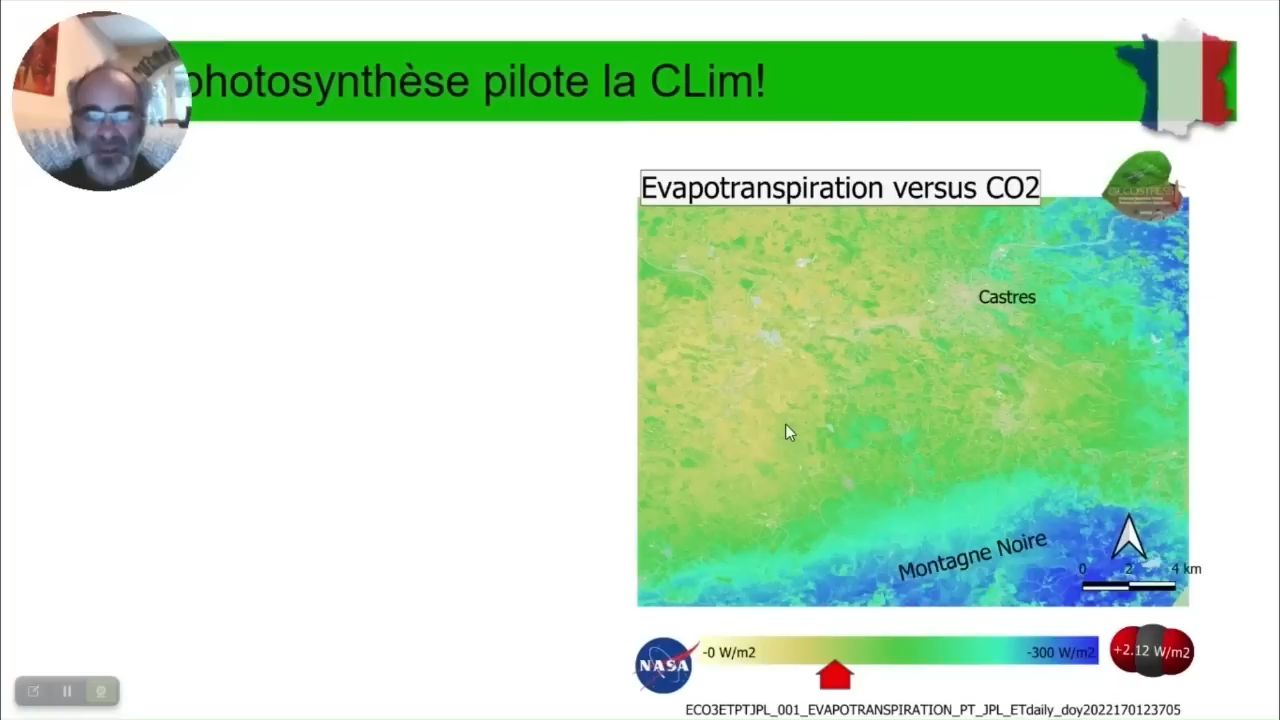 photosynthèse pilote la CLim!
Evapotranspiration versus CO2
Castres
Montagne Noire
0 2 4 km
NASA
-0 W/m2
-300 W/m2
+2.12 W/m2
ECO3ETPTJPL_001_EVAPOTRANSPIRATION_PT_JPL_ETdaily_doy2022170123705